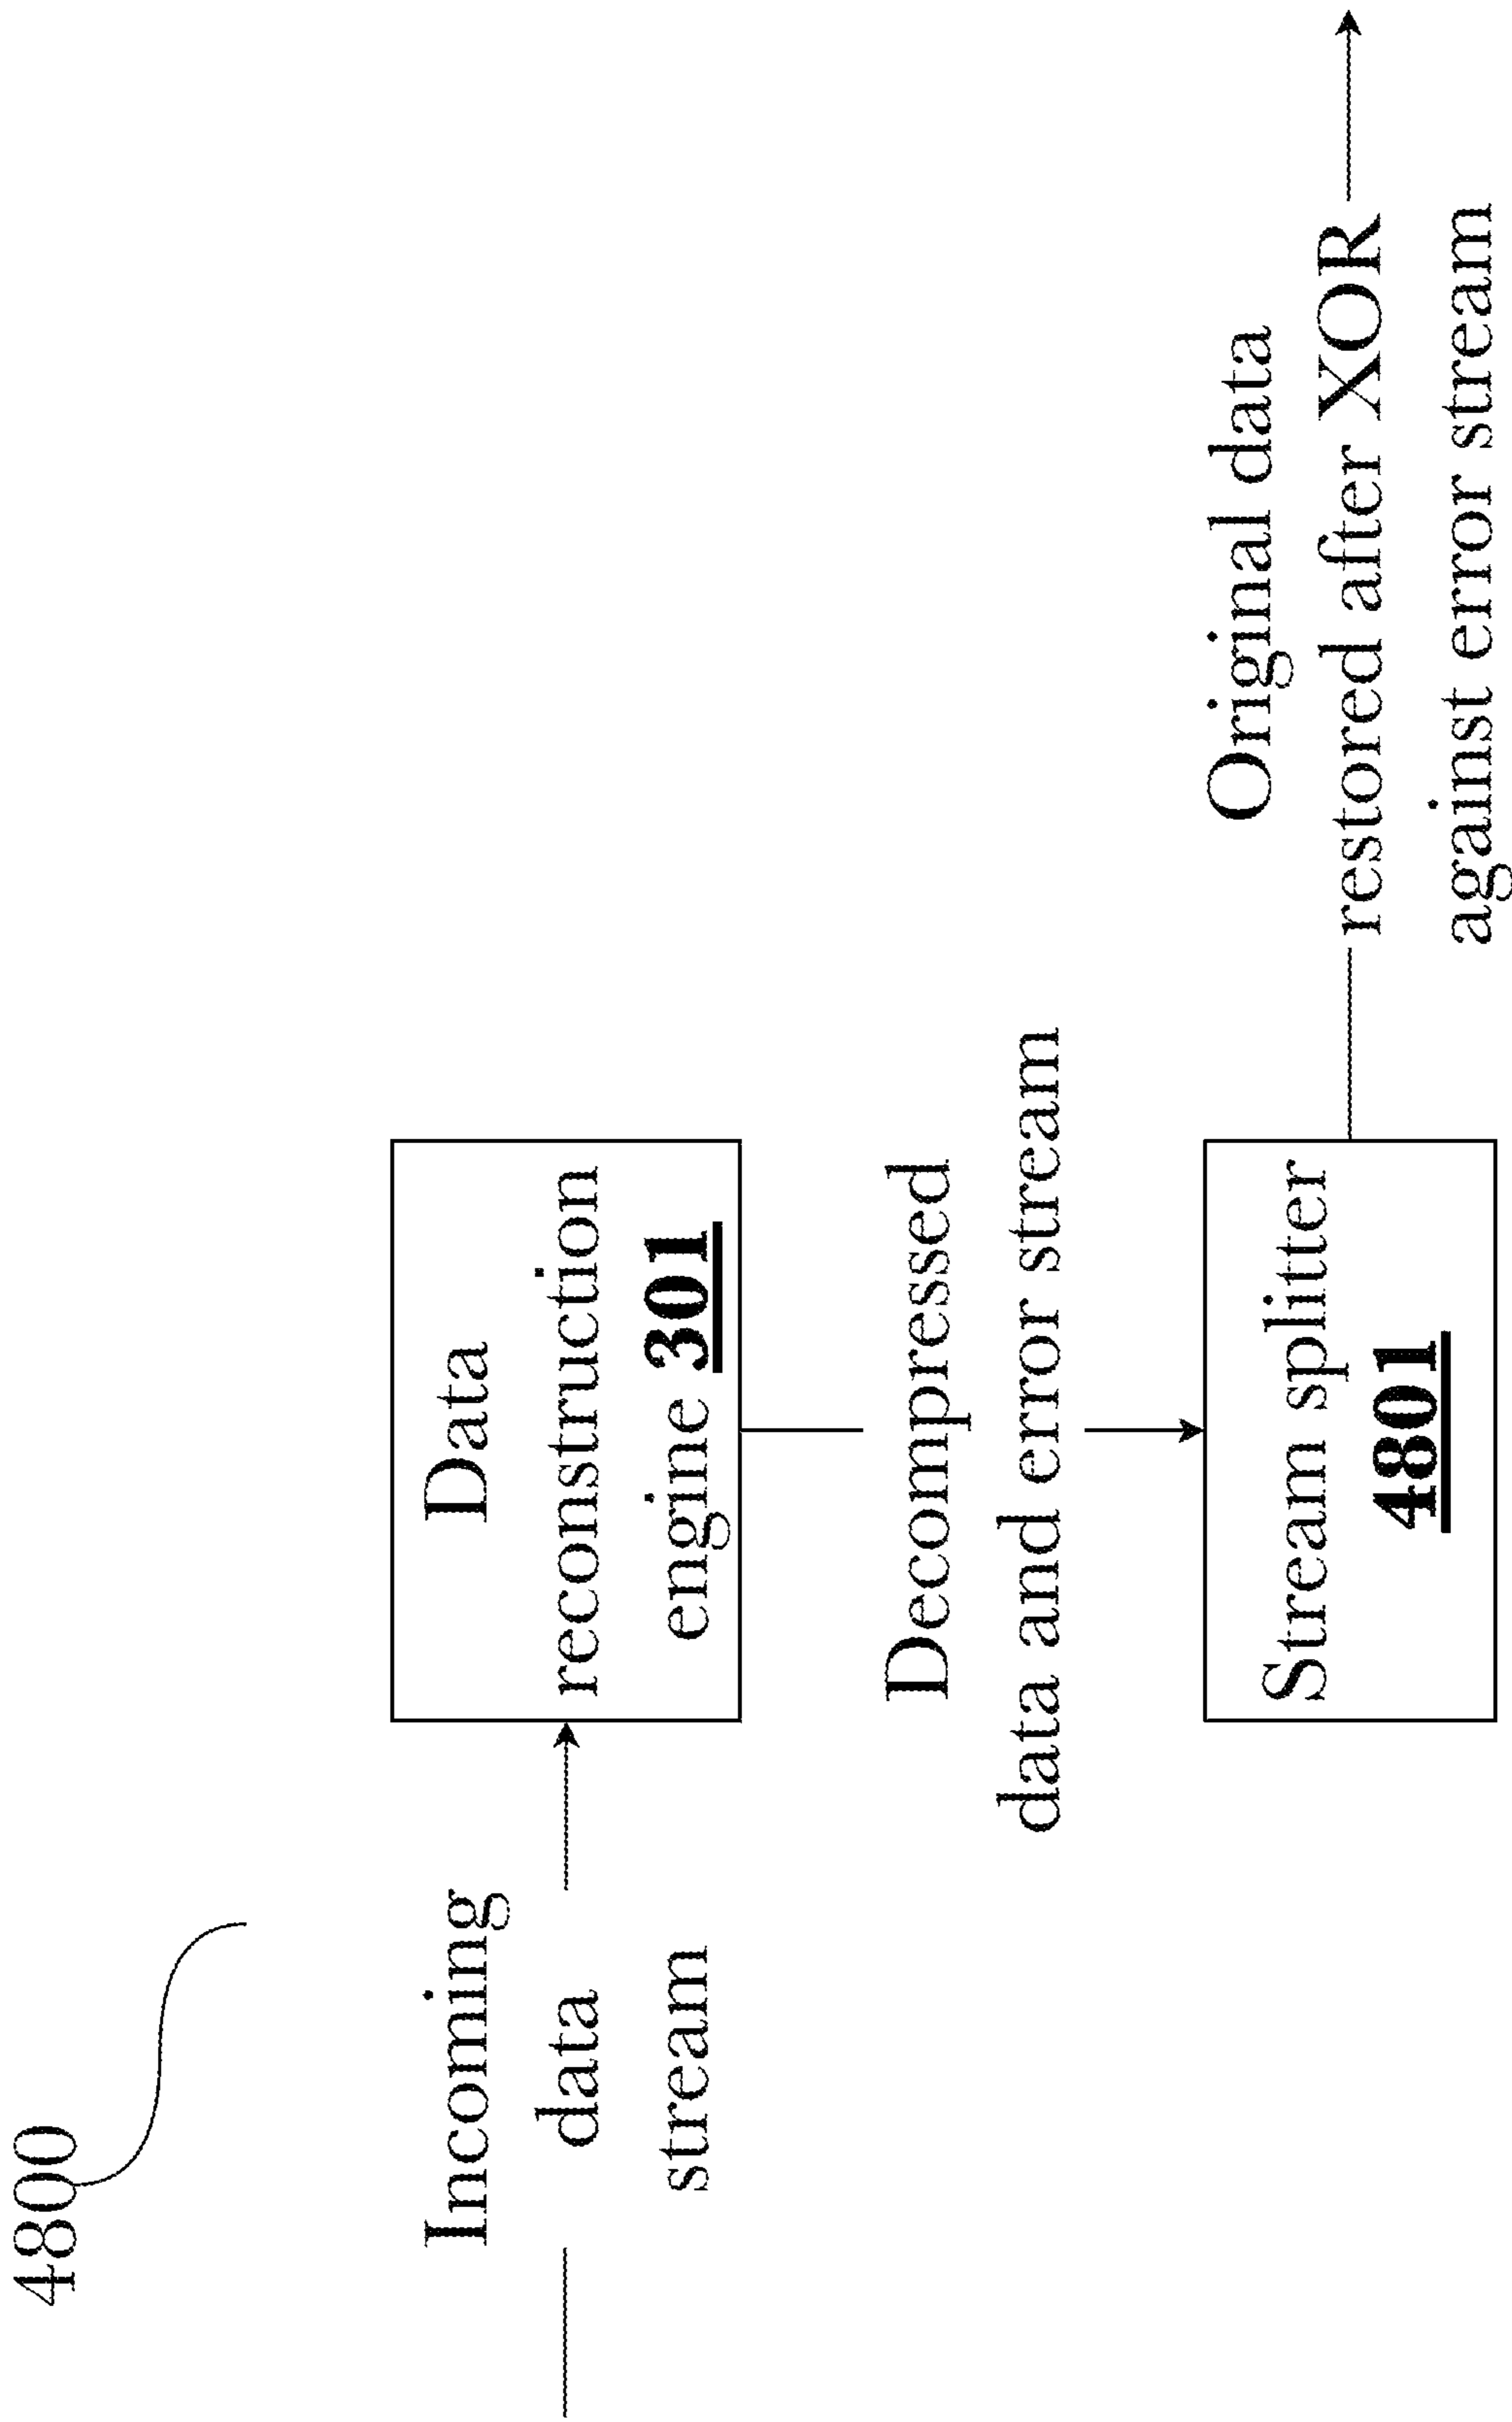 4800
Incoming
data
stream
Data
reconstruction
engine 301
Decompressed
data and error stream
Stream splitter
4801
Original data
restored after XOR
against error stream